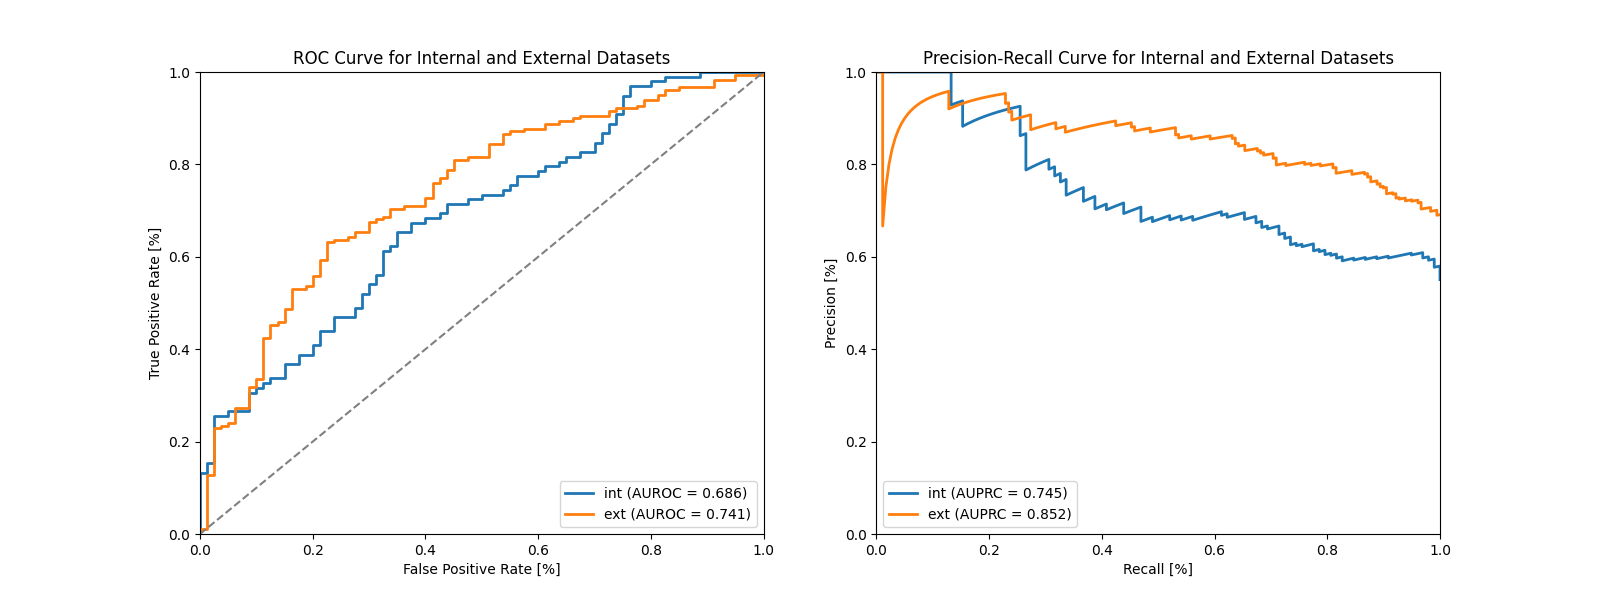 ROC Curve for Internal and External Datasets
1.0
0.8
0.6
0.4
0.2
0.0
True Positive Rate [%]
0.0 0.2 0.4 0.6 0.8 1.0
False Positive Rate [%]
int (AUROC = 0.686)
ext (AUROC = 0.741)
Precision-Recall Curve for Internal and External Datasets
1.0
0.8
0.6
0.4
0.2
0.0
Precision [%]
0.0 0.2 0.4 0.6 0.8 1.0
Recall [%]
int (AUPRC = 0.745)
ext (AUPRC = 0.852)